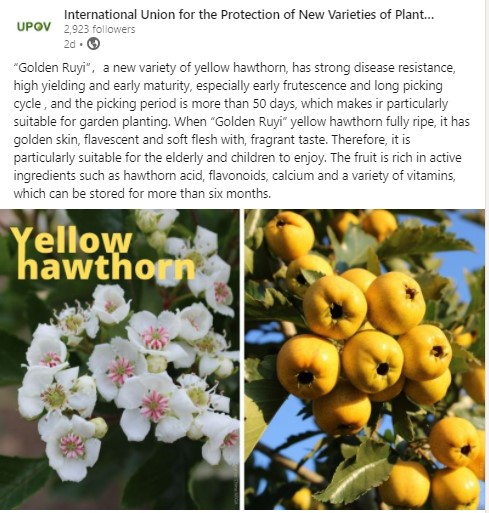 UPOV
International Union for the Protection of New Varieties of Plant...
2,923 followers
2d •
“Golden Ruyi”,  a new variety of yellow hawthorn, has strong disease resistance,
high yielding and early maturity, especially early frutescence and long picking
cycle , and the picking period is more than 50 days, which makes ir particularly
suitable for garden planting. When “Golden Ruyi” yellow hawthorn fully ripe, it has
golden skin, flavescent and soft flesh with, fragrant taste. Therefore, it is
particularly suitable for the elderly and children to enjoy. The fruit is rich in active
ingredients such as hawthorn acid, flavonoids, calcium and a variety of vitamins,
which can be stored for more than six months.
Yellow
hawthorn